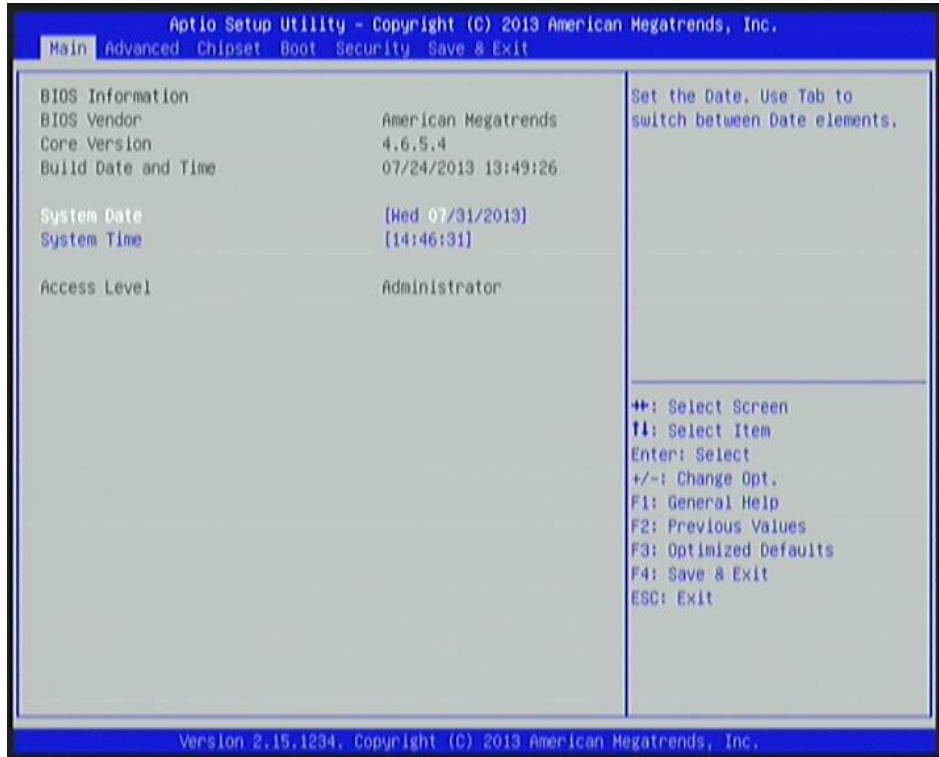 Aptio Setup Utility - Copyright (C) 2013 American Megatrends, Inc.
Main Advanced Chipset Boot Security Save & Exit
BIOS Information
BIOS Vendor American Megatrends
Core Version 4.6.5.4
Build Date and Time 07/24/2013 13:49:26
System Date [Wed 07/31/2013]
System Time [14:46:31]
Access Level Administrator
Set the Date. Use Tab to
switch between Date elements.
→←: Select Screen
↑↓: Select Item
Enter: Select
+/-: Change Opt.
F1: General Help
F2: Previous Values
F3: Optimized Defaults
F4: Save & Exit
ESC: Exit
Version 2.15.1234. Copyright (C) 2013 American Megatrends, Inc.